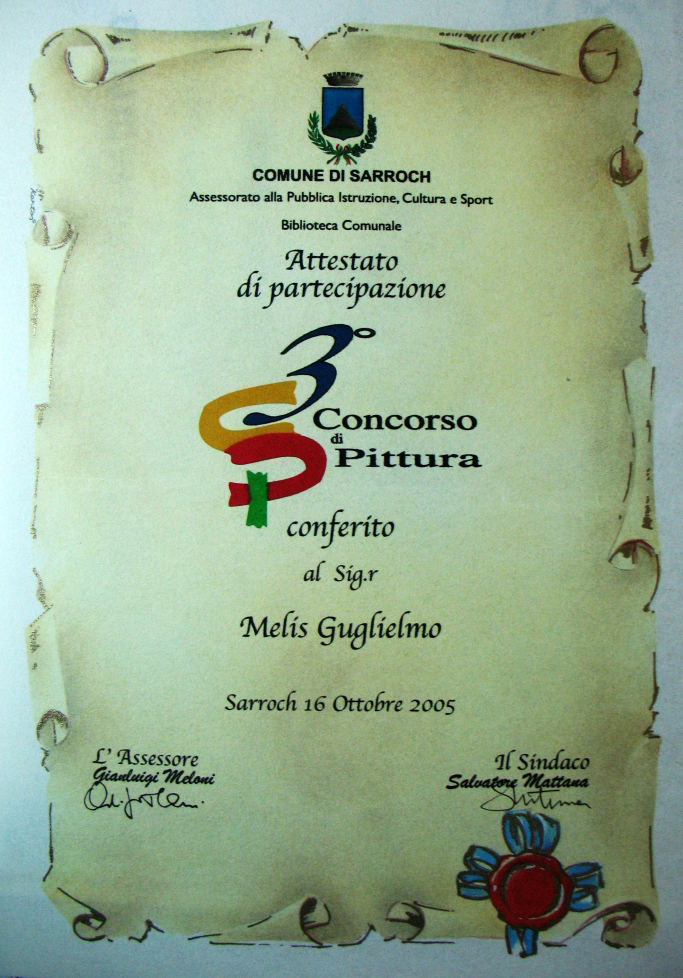 COMUNE DI SARROCH
Assessorato alla Pubblica Istruzione, Cultura e Sport
Biblioteca Comunale
Attestato
di partecipazione
3°
Concorso
di
Pittura
conferito
al Sig.r
Melis Guglielmo
Sarroch 16 Ottobre 2005
L' Assessore
Gianluigi Meloni
Il Sindaco
Salvatore Mattana